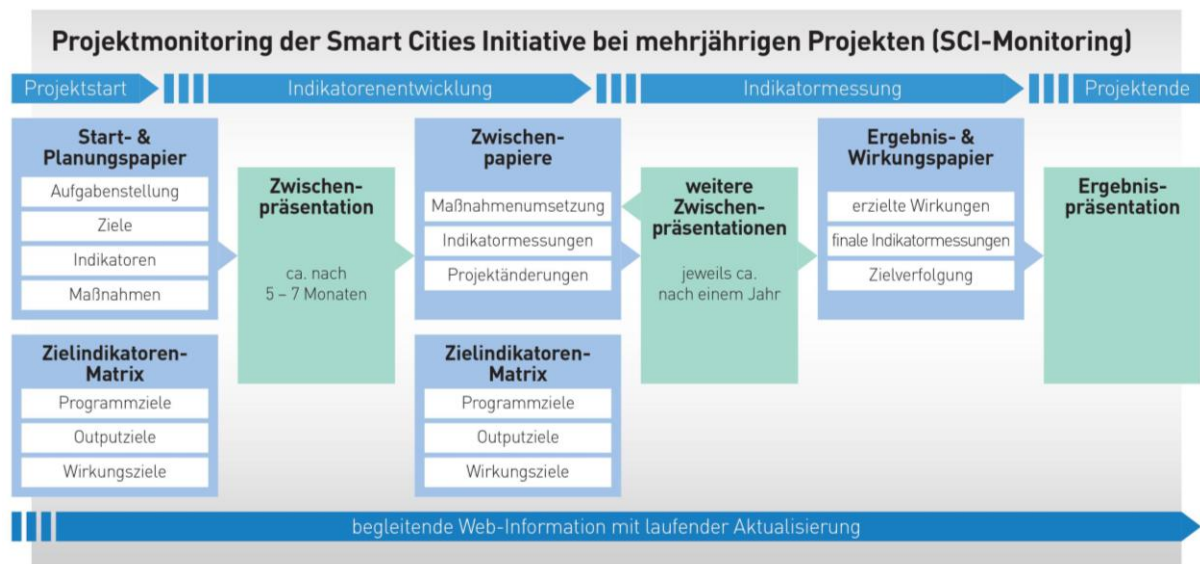 Projektmonitoring der Smart Cities Initiative bei mehrjährigen Projekten (SCI-Monitoring)
Projektstart
Indikatorenentwicklung
Indikatormessung
Projektende
Start- &
Planungspapier
Aufgabenstellung
Ziele
Indikatoren
Maßnahmen
Zielindikatoren-
Matrix
Programmziele
Outputziele
Wirkungsziele
Zwischen-
präsentation
ca. nach
5 – 7 Monaten
Zwischen-
papiere
Maßnahmenumsetzung
Indikatormessungen
Projektänderungen
Zielindikatoren-
Matrix
Programmziele
Outputziele
Wirkungsziele
weitere
Zwischen-
präsentationen
jeweils ca.
nach einem Jahr
Ergebnis- &
Wirkungspapier
erzielte Wirkungen
finale Indikatormessungen
Zielverfolgung
Ergebnis-
präsentation
begleitende Web-Information mit laufender Aktualisierung